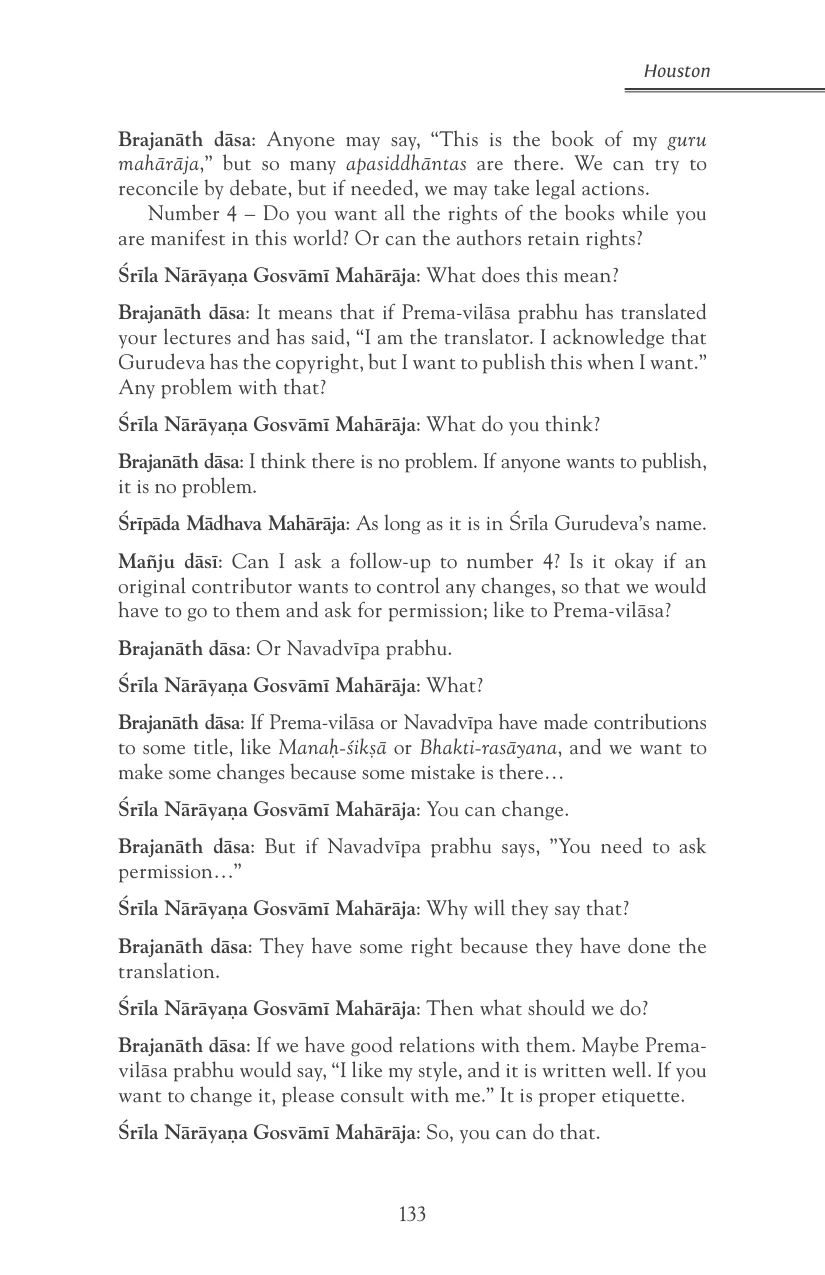 Houston
Brajanāth dāsa: Anyone may say, “This is the book of my guru
mahārāja,” but so many apasiddhāntas are there. We can try to
reconcile by debate, but if needed, we may take legal actions.
Number 4 – Do you want all the rights of the books while you
are manifest in this world? Or can the authors retain rights?
Śrīla Nārāyaṇa Gosvāmī Mahārāja: What does this mean?
Brajanāth dāsa: It means that if Prema-vilāsa prabhu has translated
your lectures and has said, “I am the translator. I acknowledge that
Gurudeva has the copyright, but I want to publish this when I want.”
Any problem with that?
Śrīla Nārāyaṇa Gosvāmī Mahārāja: What do you think?
Brajanāth dāsa: I think there is no problem. If anyone wants to publish,
it is no problem.
Śrīpāda Mādhava Mahārāja: As long as it is in Śrīla Gurudeva’s name.
Mañju dāsī: Can I ask a follow-up to number 4? Is it okay if an
original contributor wants to control any changes, so that we would
have to go to them and ask for permission; like to Prema-vilāsa?
Brajanāth dāsa: Or Navadvīpa prabhu.
Śrīla Nārāyaṇa Gosvāmī Mahārāja: What?
Brajanāth dāsa: If Prema-vilāsa or Navadvīpa have made contributions
to some title, like Manaḥ-śikṣā or Bhakti-rasāyana, and we want to
make some changes because some mistake is there…
Śrīla Nārāyaṇa Gosvāmī Mahārāja: You can change.
Brajanāth dāsa: But if Navadvīpa prabhu says, ”You need to ask
permission…”
Śrīla Nārāyaṇa Gosvāmī Mahārāja: Why will they say that?
Brajanāth dāsa: They have some right because they have done the
translation.
Śrīla Nārāyaṇa Gosvāmī Mahārāja: Then what should we do?
Brajanāth dāsa: If we have good relations with them. Maybe Prema-
vilāsa prabhu would say, “I like my style, and it is written well. If you
want to change it, please consult with me.” It is proper etiquette.
Śrīla Nārāyaṇa Gosvāmī Mahārāja: So, you can do that.
133